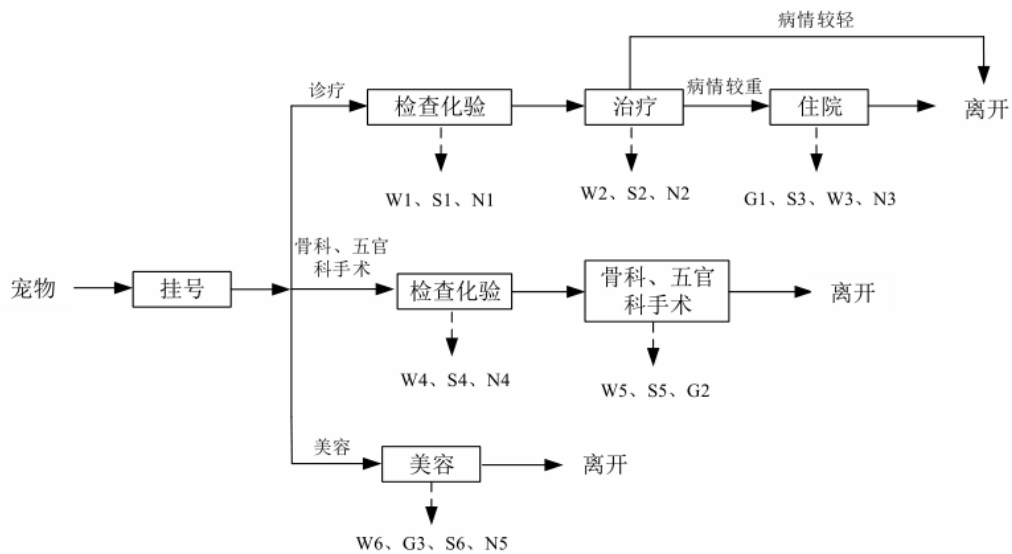 病情较轻
诊疗
检查化验
治疗
病情较重
住院
离开
W1、S1、N1
W2、S2、N2
G1、S3、W3、N3
宠物
挂号
骨科、五官
科手术
检查化验
骨科、五官
科手术
离开
W4、S4、N4
W5、S5、G2
美容
美容
离开
W6、G3、S6、N5